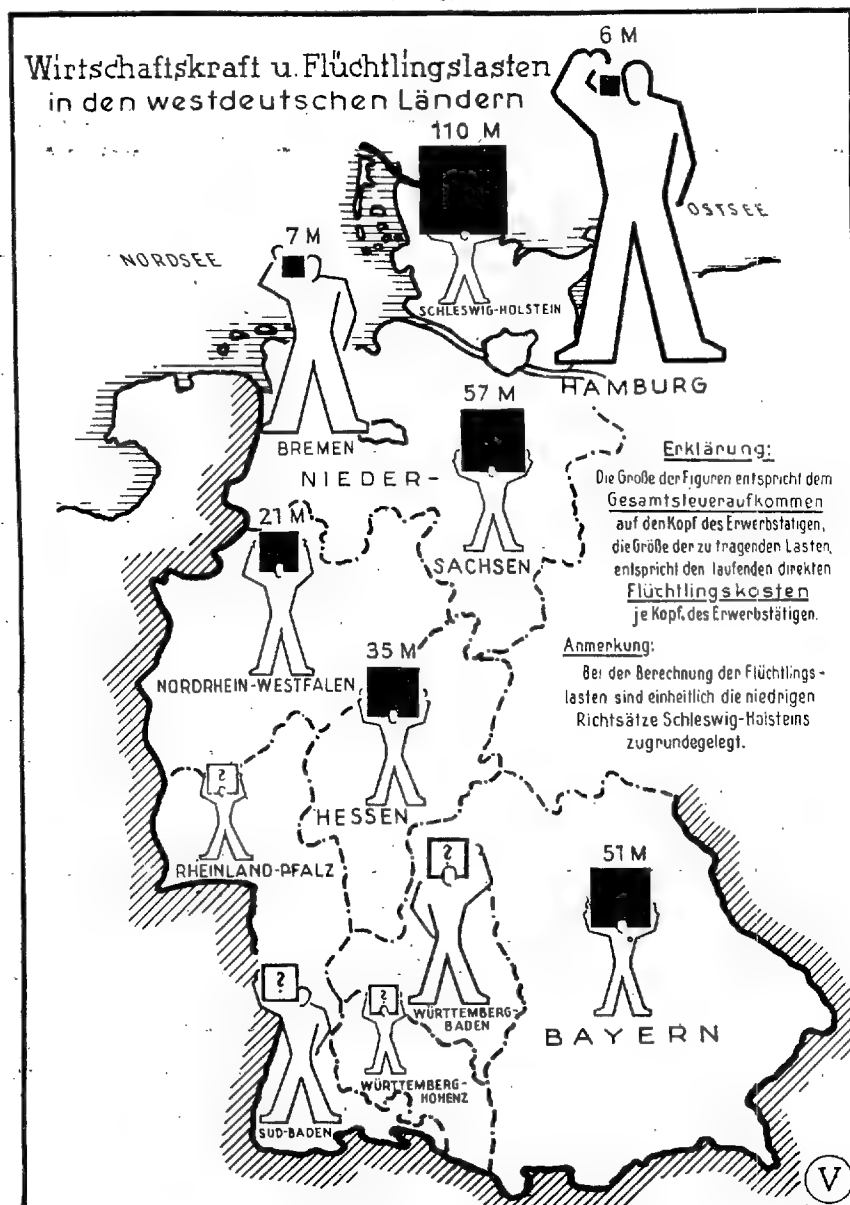 Wirtschaftskraft u. Flüchtlingslasten
in den westdeutschen Ländern
6 M
110 M
OSTSEE
7 M
NORDSEE
SCHLESWIG-HOLSTEIN
HAMBURG
57 M
BREMEN
NIEDER-
SACHSEN
Erklärung:
Die Größe der Figuren entspricht dem
Gesamtsteueraufkommen
auf den Kopf des Erwerbstätigen,
die Größe der zu tragenden Lasten,
entspricht den laufenden direkten
Flüchtlingskosten
je Kopf des Erwerbstätigen.
21 M
NORDRHEIN-WESTFALEN
35 M
HESSEN
Anmerkung:
Bei der Berechnung der Flüchtlings-
lasten sind einheitlich die niedrigen
Richtsätze Schleswig-Holsteins
zugrundegelegt.
?
RHEINLAND-PFALZ
?
WÜRTTEMBERG-
BADEN
51 M
BAYERN
?
SÜD-BADEN
?
WÜRTTEMBERG-
HOHENZ
V